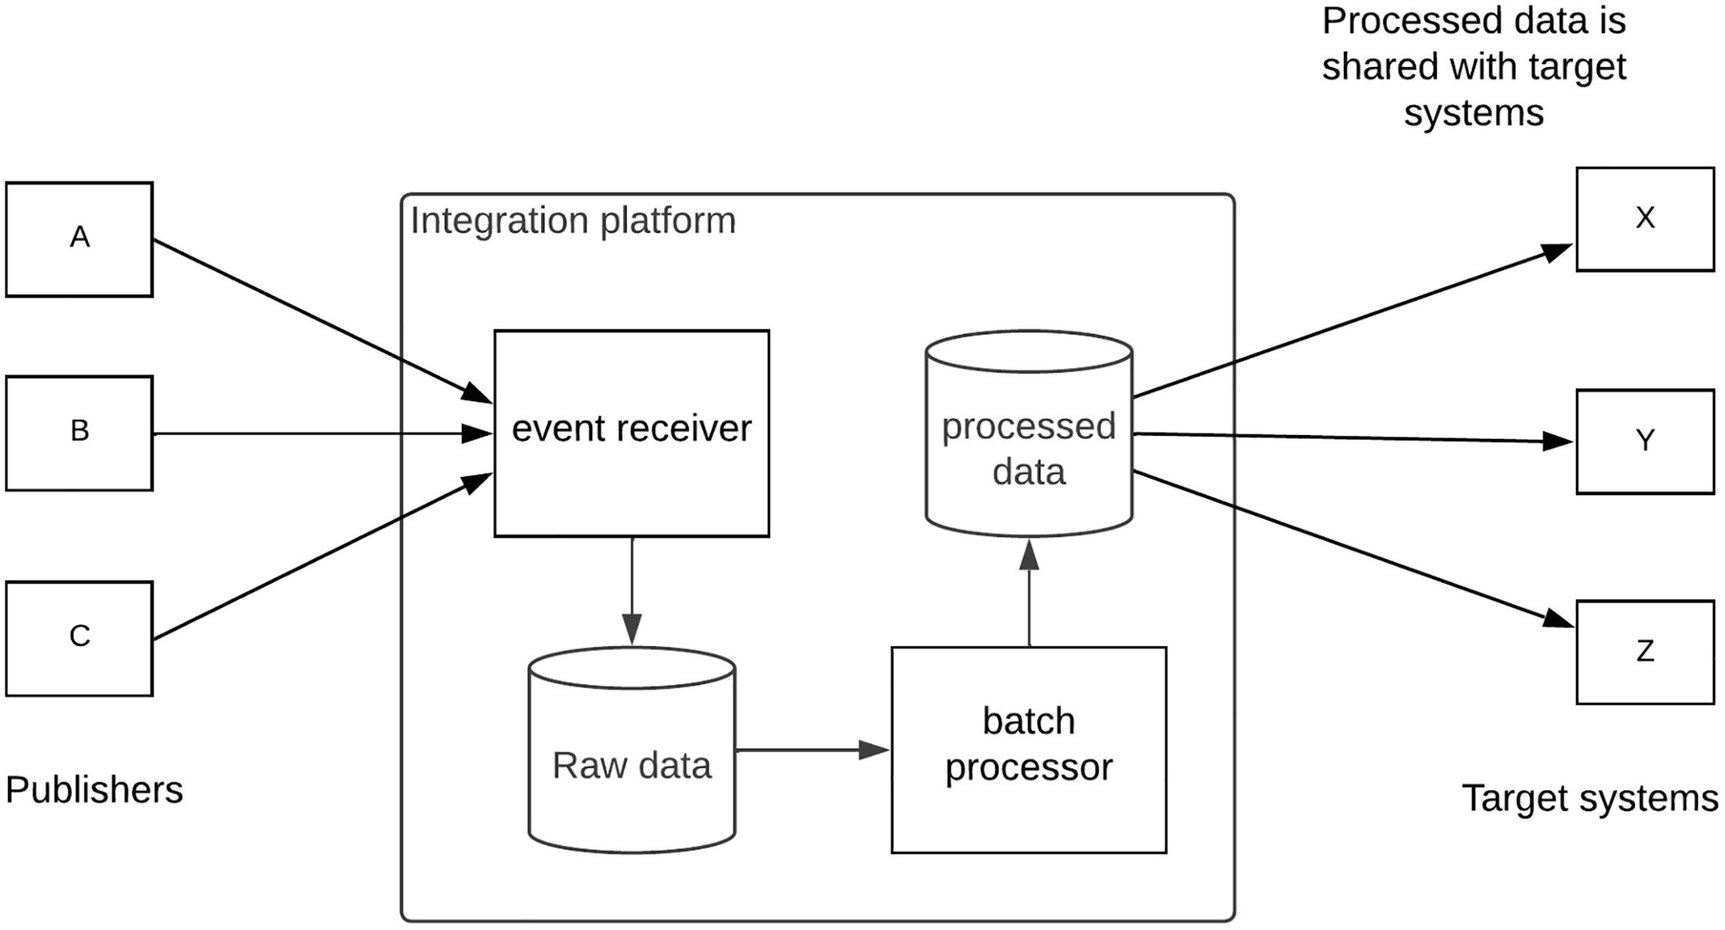 Processed data is
shared with target
systems
A
B
C
Publishers
Integration platform
event receiver
Raw data
batch
processor
processed
data
X
Y
Z
Target systems